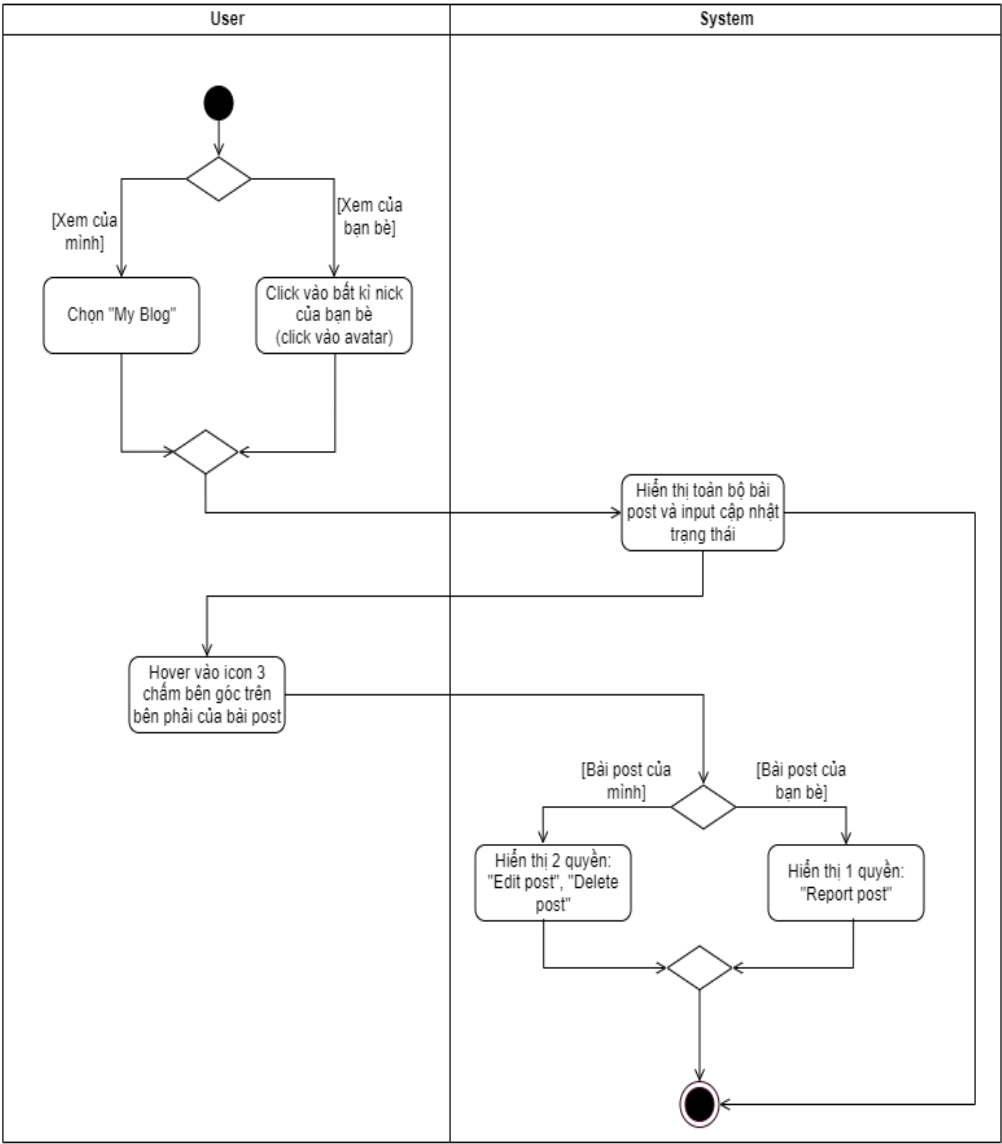 User
System
[Xem của
mình]
[Xem của
bạn bè]
Chọn "My Blog"
Click vào bất kì nick
của bạn bè
(click vào avatar)
Hiển thị toàn bộ bài
post và input cập nhật
trạng thái
Hover vào icon 3
chấm bên góc trên
bên phải của bài post
[Bài post của
mình]
[Bài post của
bạn bè]
Hiển thị 2 quyền:
"Edit post", "Delete
post"
Hiển thị 1 quyền:
"Report post"